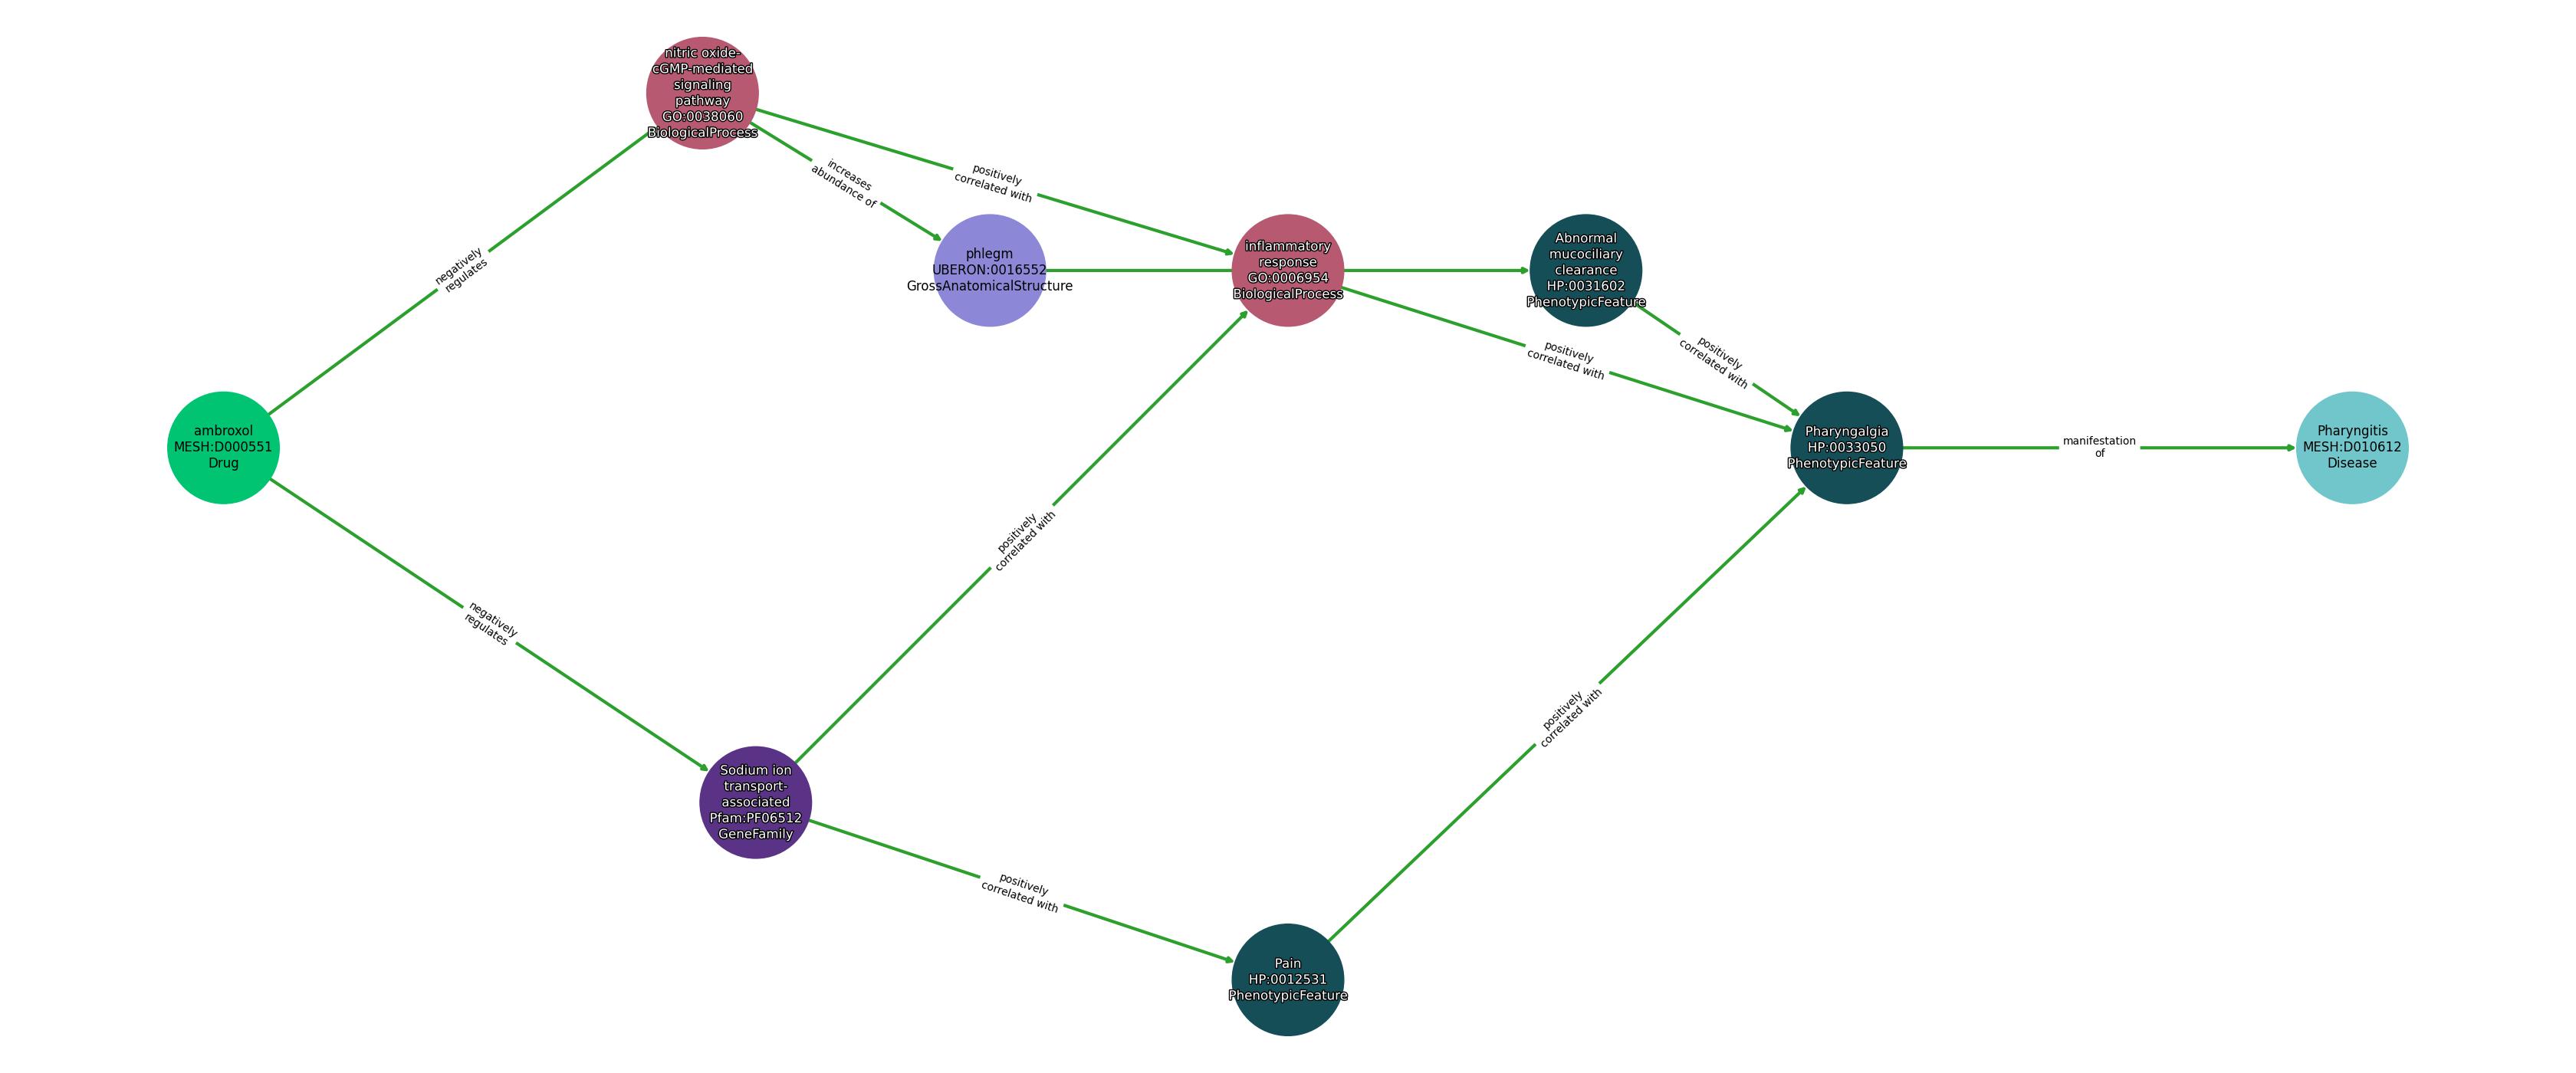 nitric oxide-
cGMP-mediated
signaling
pathway
GO:0038060
BiologicalProcess
increases
abundance of
positively
correlated with
negatively
regulates
phlegm
UBERON:0016552
GrossAnatomicalStructure
inflammatory
response
GO:0006954
BiologicalProcess
Abnormal
mucociliary
clearance
HP:0031602
PhenotypicFeature
positively
correlated with
positively
correlated with
ambroxol
MESH:D000551
Drug
Pharyngalgia
HP:0033050
PhenotypicFeature
manifestation
of
Pharyngitis
MESH:D010612
Disease
positively
correlated with
negatively
regulates
positively
correlated with
Sodium ion
transport-
associated
Pfam:PF06512
GeneFamily
positively
correlated with
Pain
HP:0012531
PhenotypicFeature